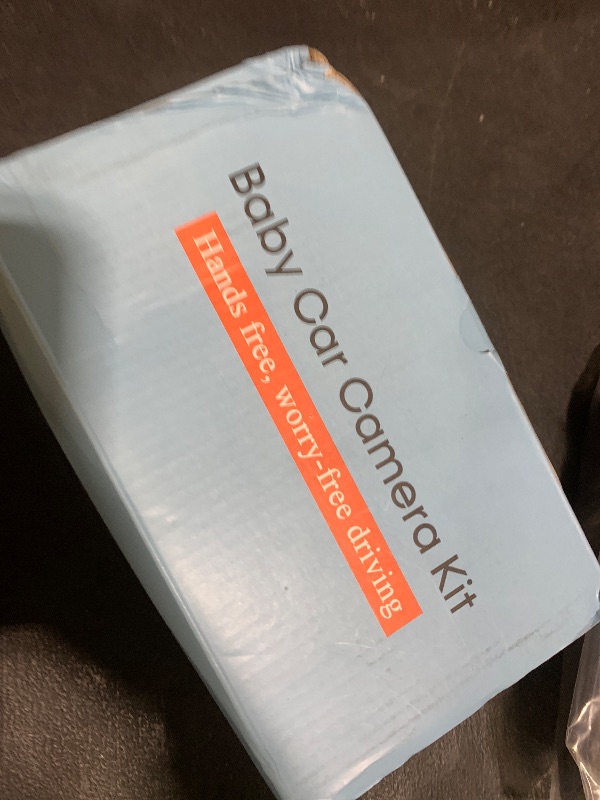 Baby Car Camera Kit
Hands free, worry-free driving